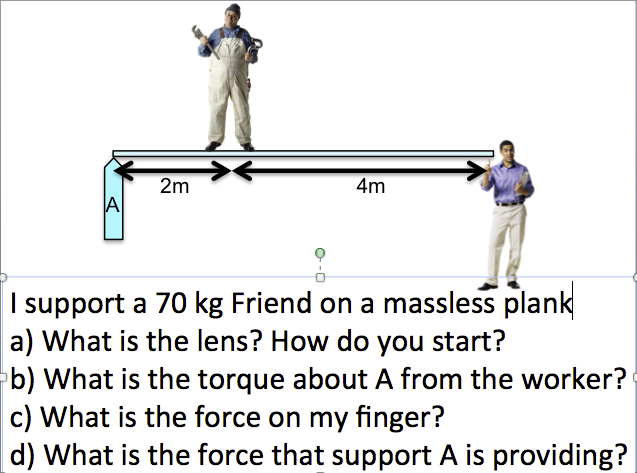 A
2m
4m
I support a 70 kg Friend on a massless plank
a) What is the lens? How do you start?
b) What is the torque about A from the worker?
c) What is the force on my finger?
d) What is the force that support A is providing?